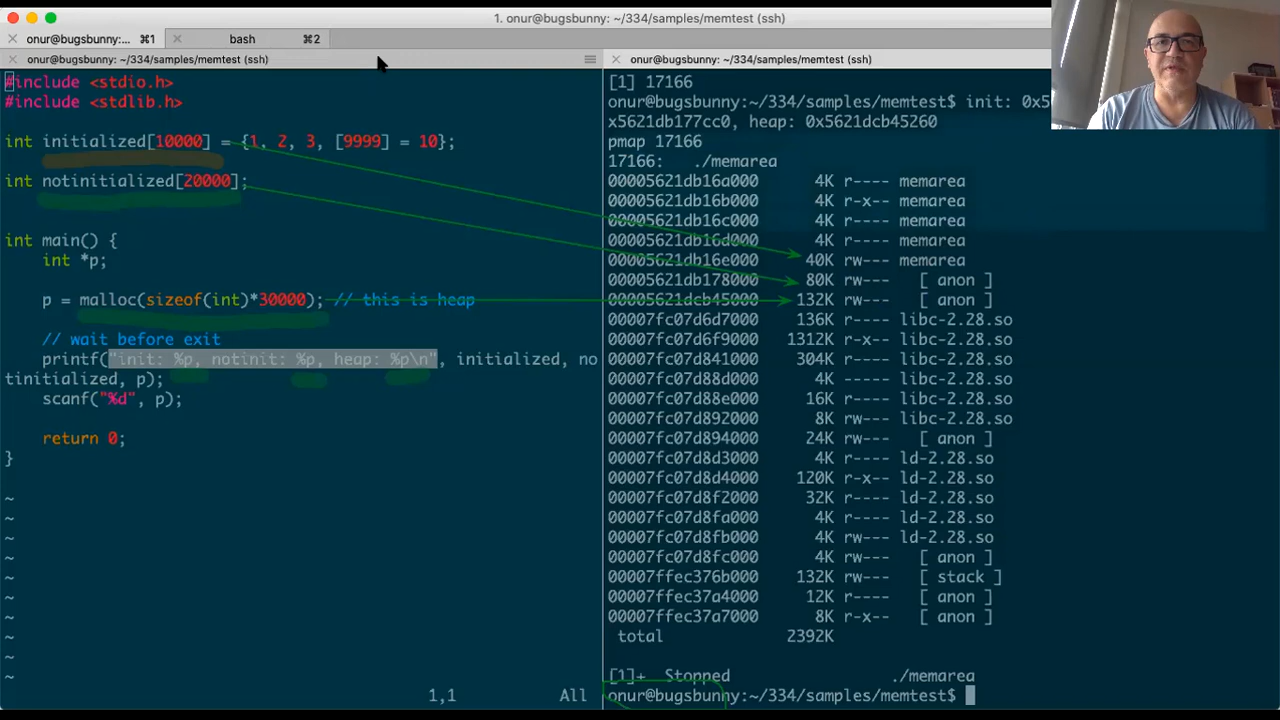 1. onur@bugsbunny: ~/334/samples/memtest (ssh)
onur@bugsbunny:... ⌘1 bash ⌘2
onur@bugsbunny: ~/334/samples/memtest (ssh)
#include <stdio.h>
#include <stdlib.h>
int initialized[10000] = {1, 2, 3, [9999] = 10};
int notinitialized[20000];
int main() {
int *p;
p = malloc(sizeof(int)*30000); // this is heap
// wait before exit
printf("init: %p, notinit: %p, heap: %p\n", initialized, no
tinitialized, p);
scanf("%d", p);
return 0;
}
~
~
~
~
~
~
~
~
~
~
1,1 All
onur@bugsbunny: ~/334/samples/memtest (ssh)
[1] 17166
onur@bugsbunny:~/334/samples/memtest$ init: 0x5
x5621db177cc0, heap: 0x5621dcb45260
pmap 17166
17166: ./memarea
00005621db16a000 4K r---- memarea
00005621db16b000 4K r-x-- memarea
00005621db16c000 4K r---- memarea
00005621db16d000 4K r---- memarea
00005621db16e000 40K rw--- memarea
00005621db178000 80K rw--- [ anon ]
00005621dcb45000 132K rw--- [ anon ]
00007fc07d6d7000 136K r---- libc-2.28.so
00007fc07d6f9000 1312K r-x-- libc-2.28.so
00007fc07d841000 304K r---- libc-2.28.so
00007fc07d88d000 4K ----- libc-2.28.so
00007fc07d88e000 16K r---- libc-2.28.so
00007fc07d892000 8K rw--- libc-2.28.so
00007fc07d894000 24K rw--- [ anon ]
00007fc07d8d3000 4K r---- ld-2.28.so
00007fc07d8d4000 120K r-x-- ld-2.28.so
00007fc07d8f2000 32K r---- ld-2.28.so
00007fc07d8fa000 4K r---- ld-2.28.so
00007fc07d8fb000 4K rw--- ld-2.28.so
00007fc07d8fc000 4K rw--- [ anon ]
00007ffec376b000 132K rw--- [ stack ]
00007ffec37a4000 12K r---- [ anon ]
00007ffec37a7000 8K r-x-- [ anon ]
total 2392K
[1]+ Stopped ./memarea
onur@bugsbunny:~/334/samples/memtest$